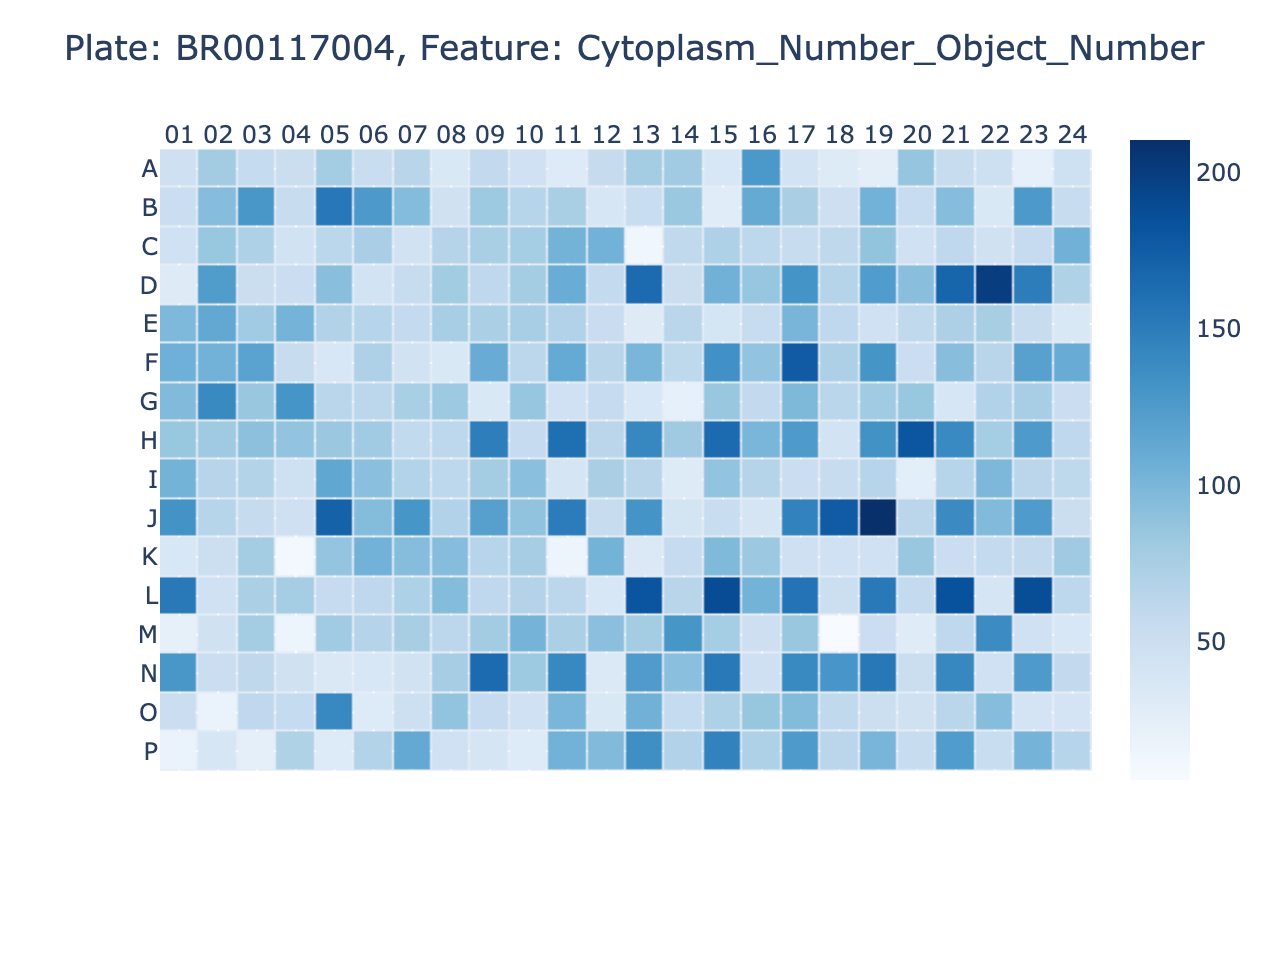 Plate: BR00117004, Feature: Cytoplasm_Number_Object_Number
01 02 03 04 05 06 07 08 09 10 11 12 13 14 15 16 17 18 19 20 21 22 23 24
A
B
C
D
E
F
G
H
I
J
K
L
M
N
O
P
200
150
100
50